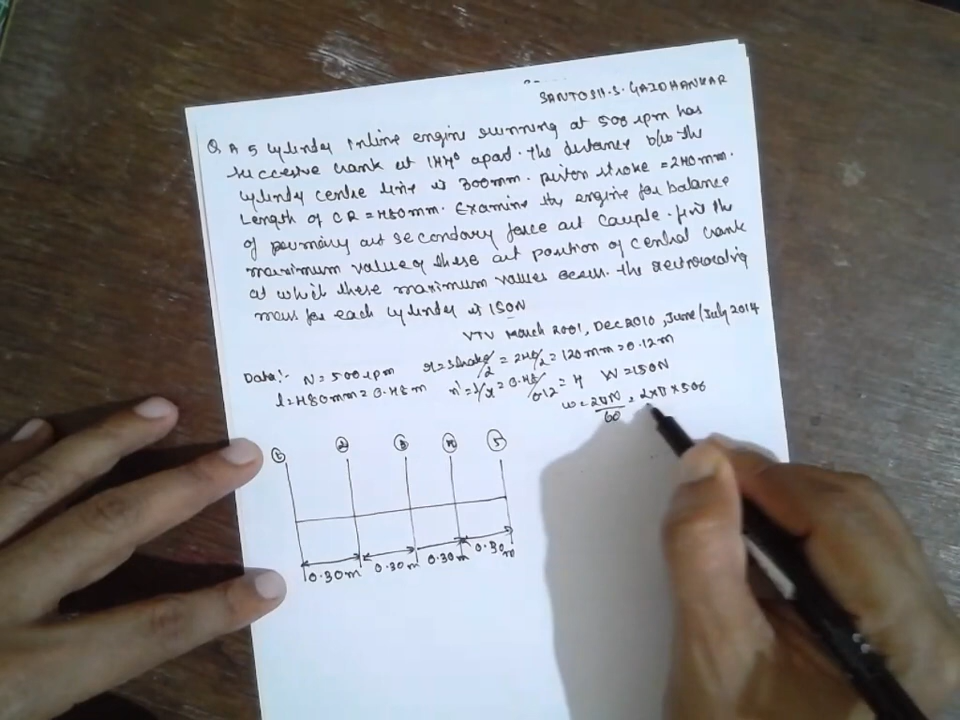 SANTOSH.S. GAIDHANKAR
Q. A 5 cylinder inline engine running at 500 rpm has
successive crank at 144° apart. The distance b/w the
cylinder centre line is 300mm. piston stroke = 240mm.
Length of CR = 480mm. Examine the engine for balance
of primary and secondary force and couple. find the
maximum value of these and position of central crank
at which these maximum values occur. the reciprocating
mass for each cylinder is 150N
VTU March 2001, Dec 2010, June/July 2014
Data:- N = 500 rpm r = stroke/2 = 240/2 = 120mm = 0.12m
l = 480mm = 0.48m n' = l/r = 0.48/0.12 = 4 W = 150N
ω = 2πN/60 = 2×π×500
1 2 3 4 5
0.30m 0.30m 0.30m 0.30m